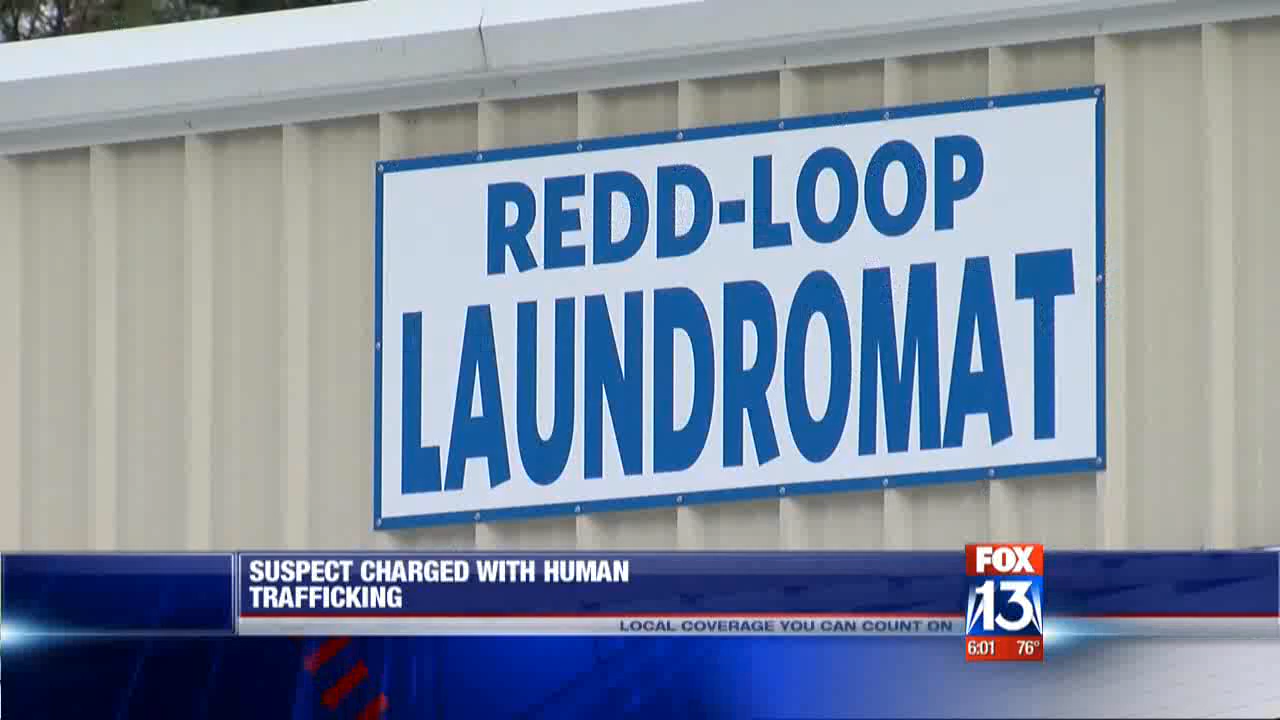 REDD-LOOP
LAUNDROMAT
SUSPECT CHARGED WITH HUMAN
TRAFFICKING
LOCAL COVERAGE YOU CAN COUNT ON
FOX
13
6:01 76°